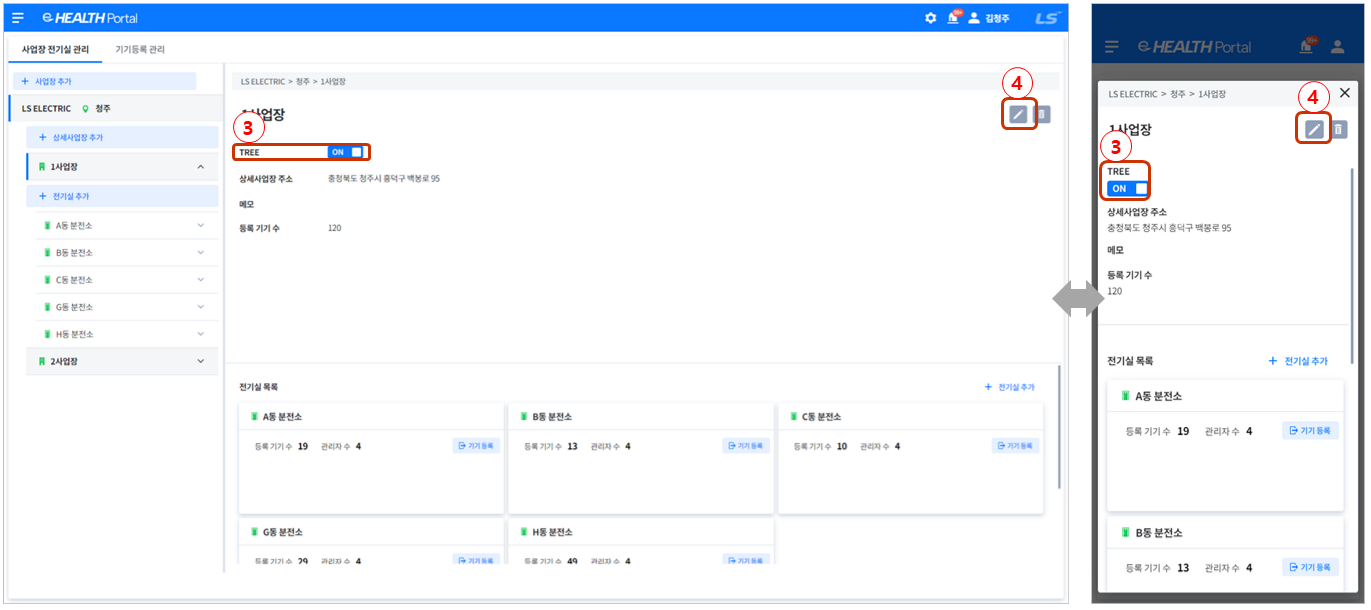 e HEALTH Portal
99+
김청주
LS
사업장 전기실 관리
기기등록 관리
+ 사업장 추가
LS ELECTRIC 청주
+ 상세사업장 추가
1사업장
+ 전기실 추가
A동 분전소
B동 분전소
C동 분전소
G동 분전소
H동 분전소
2사업장
LS ELECTRIC > 청주 > 1사업장
1사업장
4
3
TREE ON
상세사업장 주소 충청북도 청주시 흥덕구 백봉로 95
메모
등록 기기 수 120
전기실 목록
+ 전기실 추가
A동 분전소
등록 기기 수 19 관리자 수 4
기기 등록
B동 분전소
등록 기기 수 13 관리자 수 4
기기 등록
C동 분전소
등록 기기 수 10 관리자 수 4
기기 등록
G동 분전소
등록 기기 수 29 관리자 수 4
기기 등록
H동 분전소
등록 기기 수 49 관리자 수 4
기기 등록
e HEALTH Portal
99+
LS ELECTRIC > 청주 > 1사업장
4
1사업장
3
TREE
ON
상세사업장 주소
충청북도 청주시 흥덕구 백봉로 95
메모
등록 기기 수
120
전기실 목록
+ 전기실 추가
A동 분전소
등록 기기 수 19 관리자 수 4
기기 등록
B동 분전소
등록 기기 수 13 관리자 수 4
기기 등록